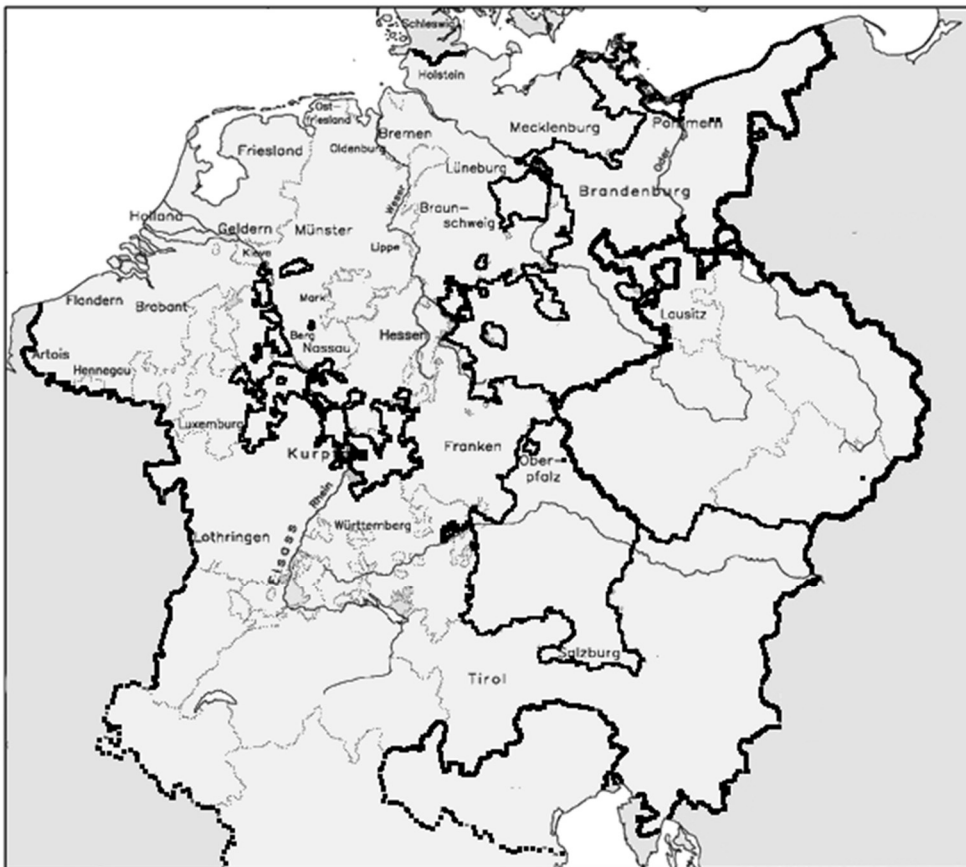 Schleswig
Holstein
Ost-
friesland
Bremen
Mecklenburg
Pommern
Friesland
Oldenburg
Lüneburg
Oder
Brandenburg
Weser
Holland
Geldern
Münster
Braun-
schweig
Lippe
Kleve
Flandern
Brabant
Mark
Lausitz
Berg
Nassau
Hessen
Artois
Hennegau
Luxemburg
Franken
Ober-
pfalz
Rhein
Württemberg
Lothringen
Elsass
Salzburg
Tirol